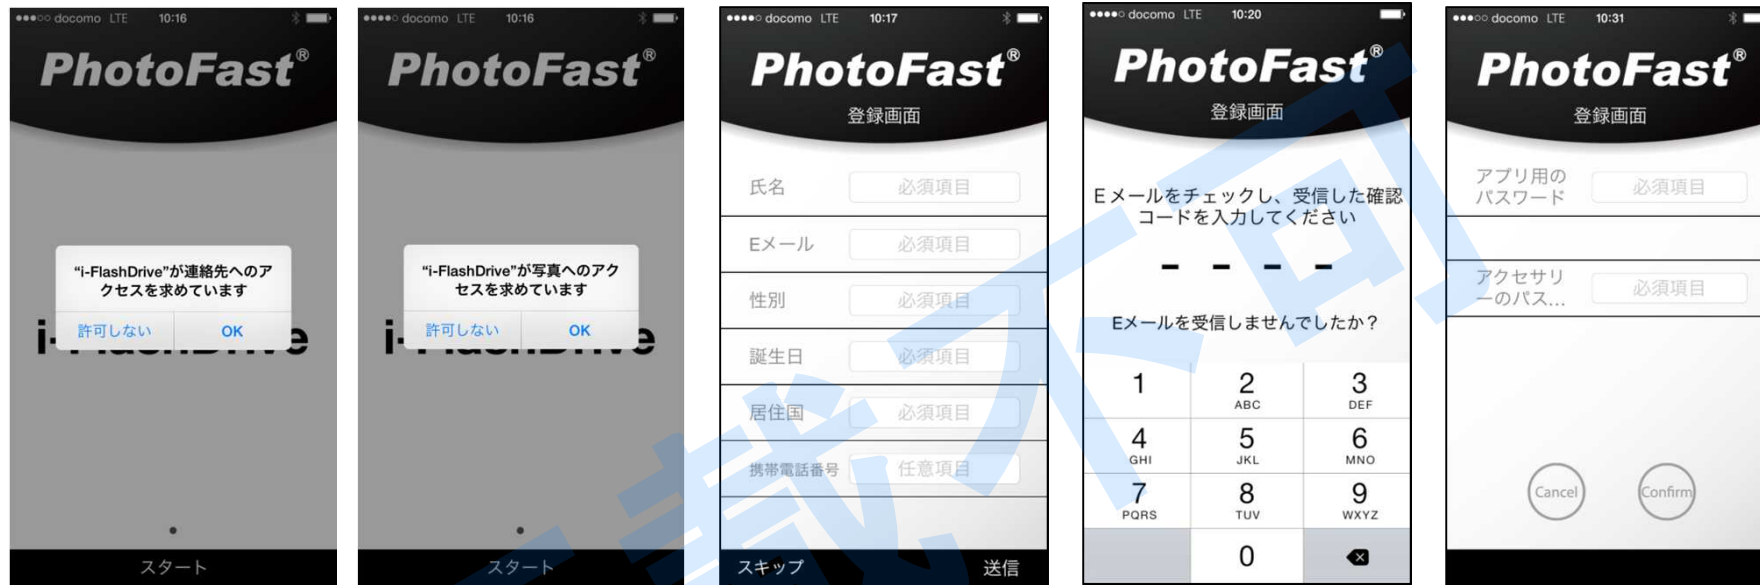 ●●●○○ docomo LTE 10:16
PhotoFast®
“i-FlashDrive”が連絡先へのア
クセスを求めています
許可しない OK
i-FlashDrive
スタート
●●●●○ docomo LTE 10:16
PhotoFast®
“i-FlashDrive”が写真へのアク
セスを求めています
許可しない OK
i-FlashDrive
スタート
●●●●○ docomo LTE 10:17
PhotoFast®
登録画面
氏名 必須項目
Eメール 必須項目
性別 必須項目
誕生日 必須項目
居住国 必須項目
携帯電話番号 任意項目
スキップ 送信
●●●●○ docomo LTE 10:20
PhotoFast®
登録画面
Eメールをチェックし、受信した確認
コードを入力してください
– – – –
Eメールを受信しませんでしたか？
1 2 3
ABC DEF
4 5 6
GHI JKL MNO
7 8 9
PQRS TUV WXYZ
0
●●●○○ docomo LTE 10:31
PhotoFast®
登録画面
アプリ用の
パスワード 必須項目
アクセサリ
ーのパス... 必須項目
Cancel Confirm
載不可